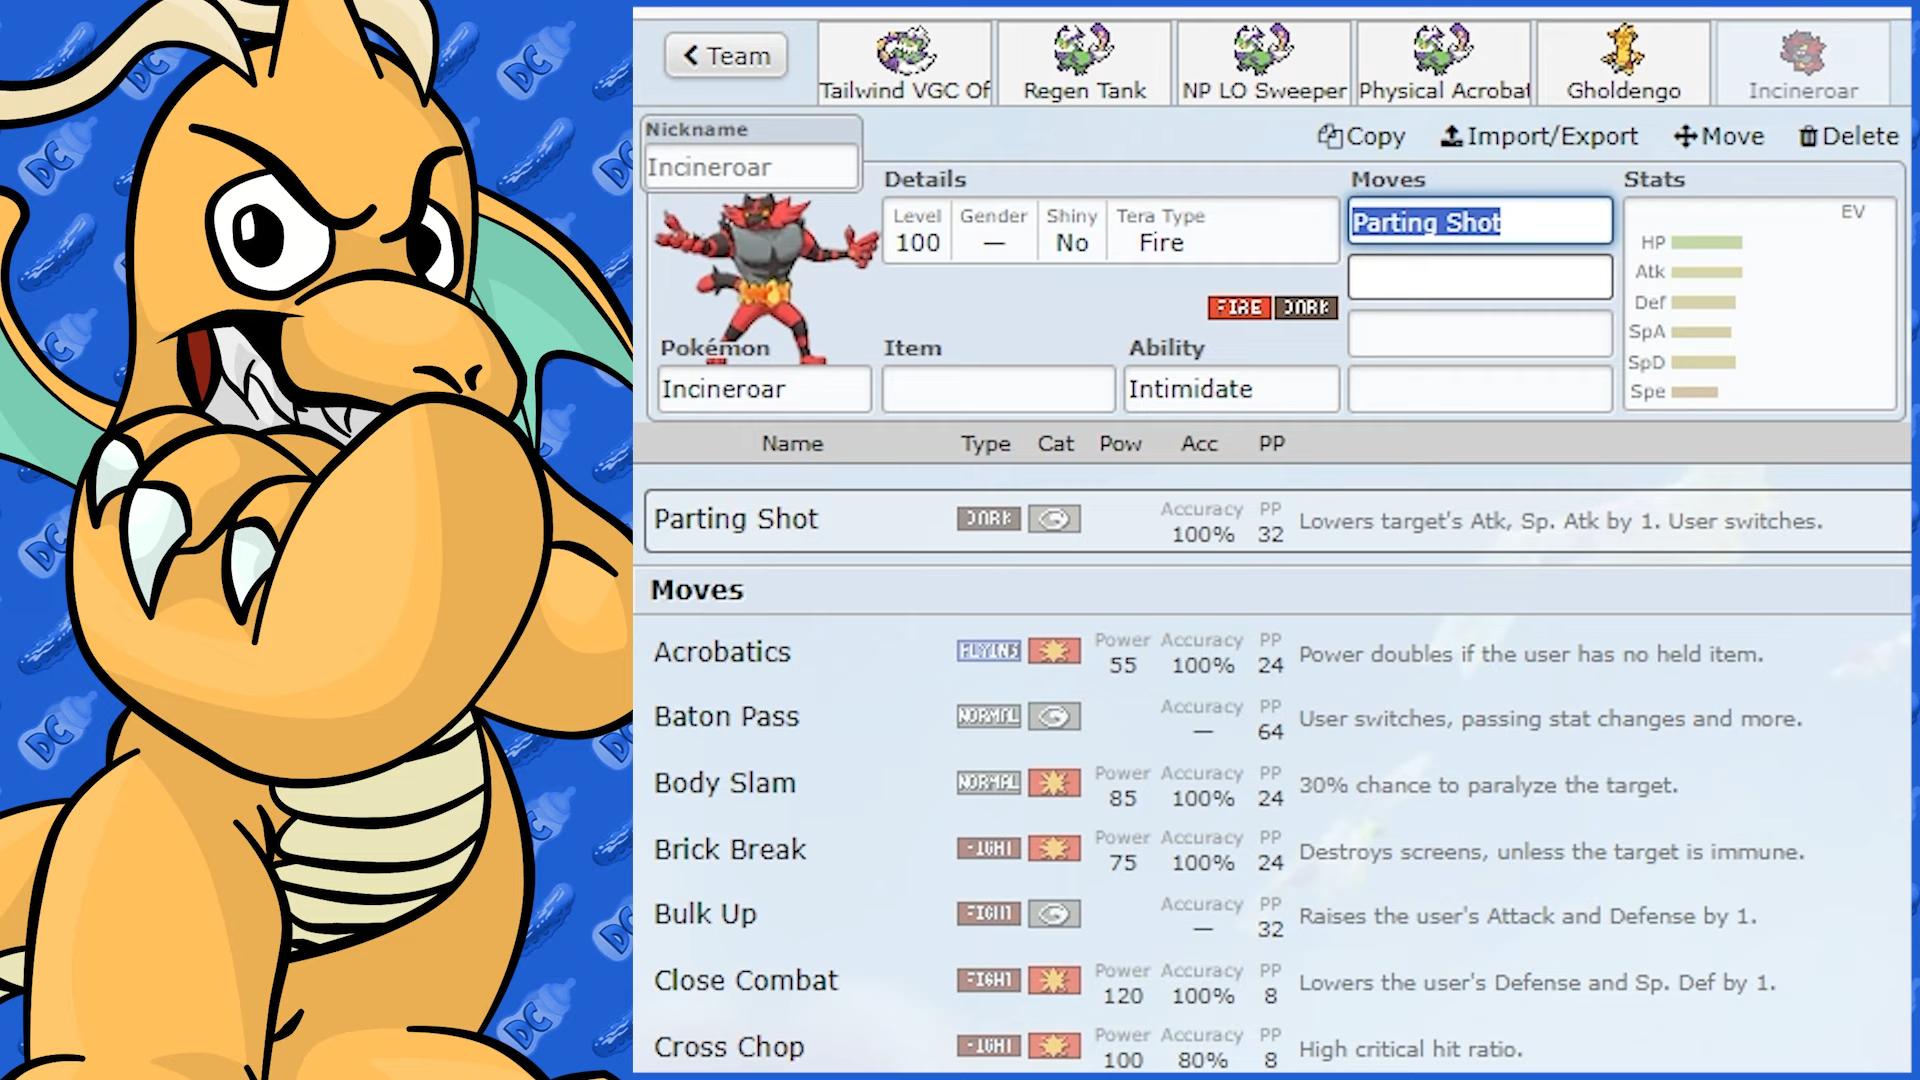 Team
Tailwind VGC Of
Regen Tank
NP LO Sweeper
Physical Acrobat
Gholdengo
Incineroar
Copy
Import/Export
Move
Delete
Nickname
Incineroar
Details
Moves
Stats
Level
100
Gender
—
Shiny
No
Tera Type
Fire
FIRE
DARK
Parting Shot
EV
HP
Atk
Def
SpA
SpD
Spe
Pokémon
Incineroar
Item
Ability
Intimidate
Name Type Cat Pow Acc PP
Parting Shot DARK Accuracy 100% PP 32 Lowers target's Atk, Sp. Atk by 1. User switches.
Moves
Acrobatics FLYING Power 55 Accuracy 100% PP 24 Power doubles if the user has no held item.
Baton Pass NORMAL Accuracy — PP 64 User switches, passing stat changes and more.
Body Slam NORMAL Power 85 Accuracy 100% PP 24 30% chance to paralyze the target.
Brick Break FIGHT Power 75 Accuracy 100% PP 24 Destroys screens, unless the target is immune.
Bulk Up FIGHT Accuracy — PP 32 Raises the user's Attack and Defense by 1.
Close Combat FIGHT Power 120 Accuracy 100% PP 8 Lowers the user's Defense and Sp. Def by 1.
Cross Chop FIGHT Power 100 Accuracy 80% PP 8 High critical hit ratio.
DC
DC
DC
DC
DC
DC